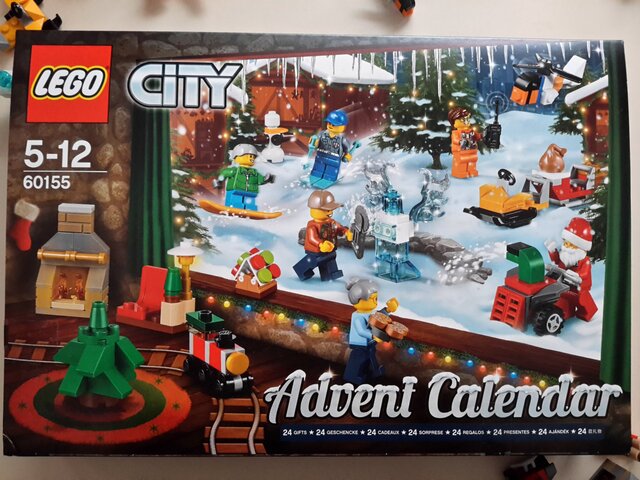 LEGO
CITY
5-12
60155
Advent Calendar
24 GIFTS ★ 24 GESCHENCKE ★ 24 CADEAUX ★ 24 SORPRESE ★ 24 REGALOS ★ 24 PRESENTES ★ 24 AJÁNDÉK ★ 24